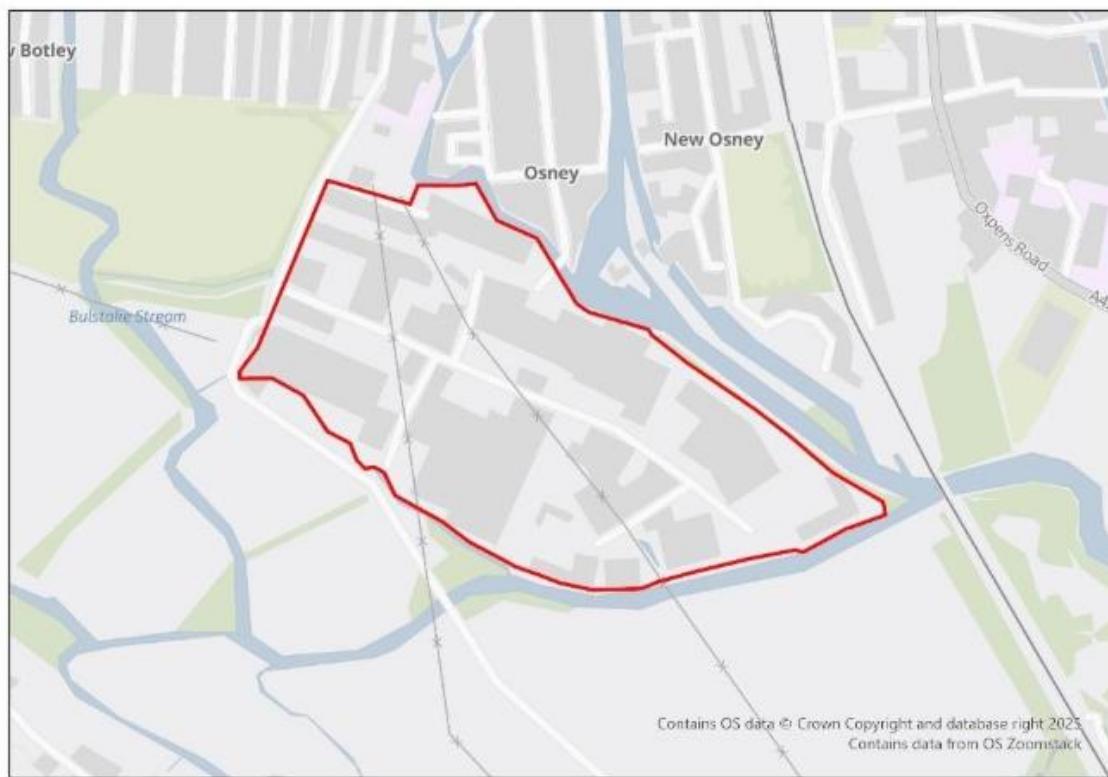 Botley
New Osney
Osney
Oxpens Road
A4
Bulstake Stream
Contains OS data © Crown Copyright and database right 2025
Contains data from OS Zoomstack